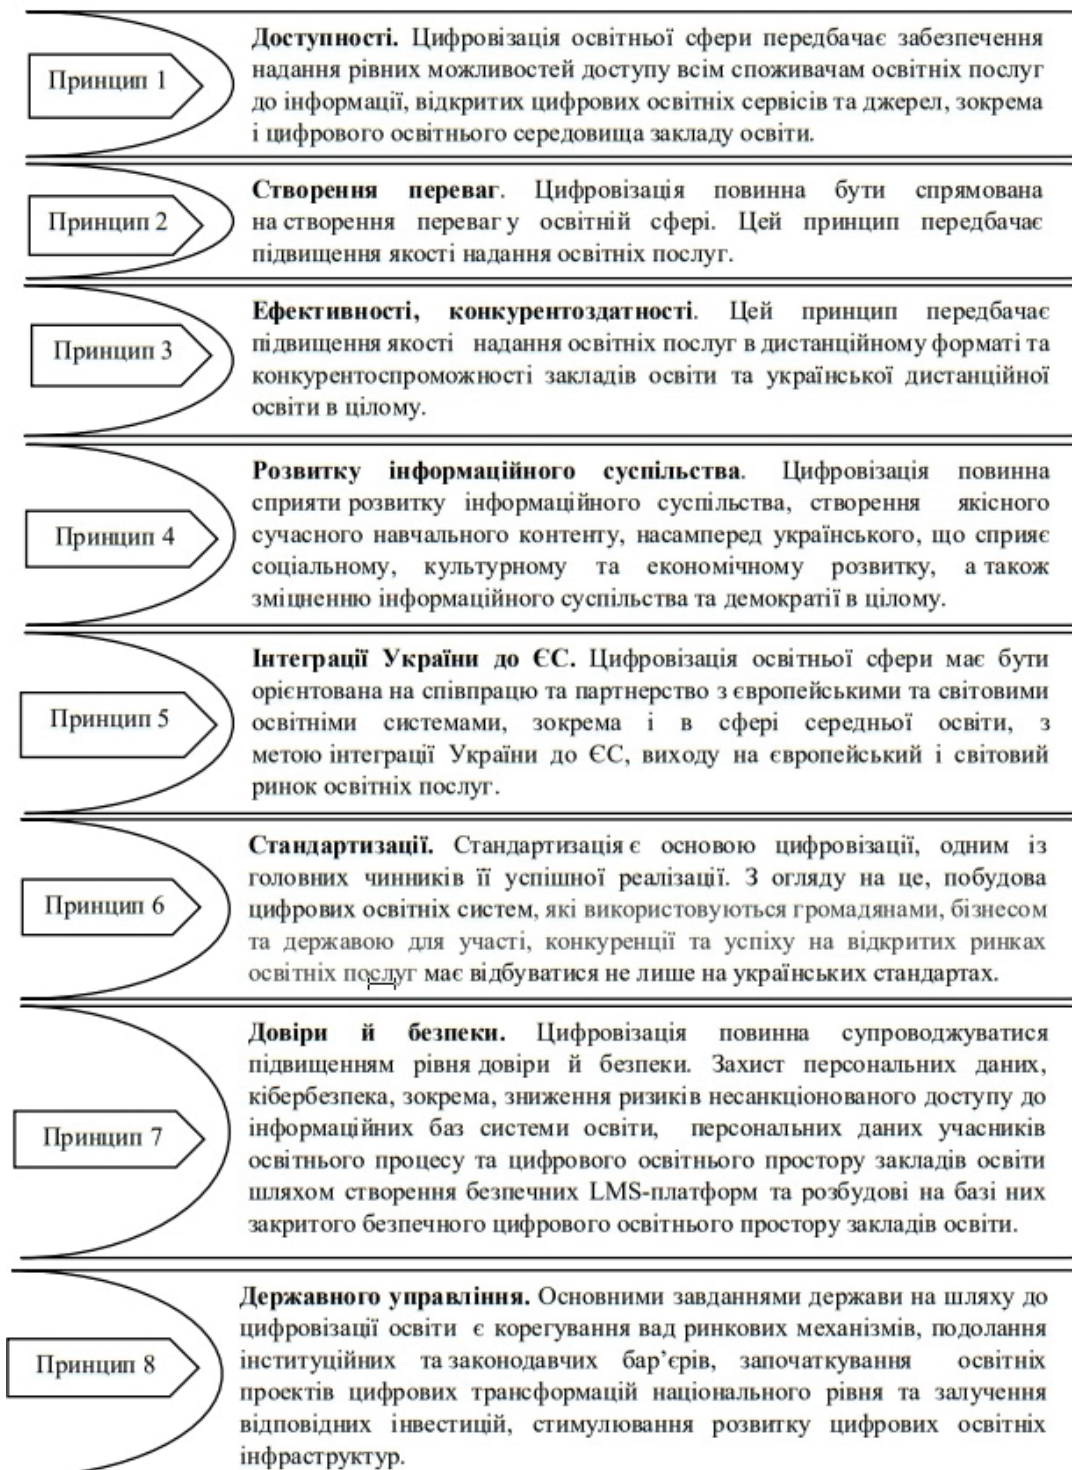 Принцип 1
Доступності. Цифровізація освітньої сфери передбачає забезпечення
надання рівних можливостей доступу всім споживачам освітніх послуг
до інформації, відкритих цифрових освітніх сервісів та джерел, зокрема
і цифрового освітнього середовища закладу освіти.
Принцип 2
Створення переваг. Цифровізація повинна бути спрямована
на створення переваг у освітній сфері. Цей принцип передбачає
підвищення якості надання освітніх послуг.
Принцип 3
Ефективності, конкурентоздатності. Цей принцип передбачає
підвищення якості надання освітніх послуг в дистанційному форматі та
конкурентоспроможності закладів освіти та української дистанційної
освіти в цілому.
Принцип 4
Розвитку інформаційного суспільства. Цифровізація повинна
сприяти розвитку інформаційного суспільства, створення якісного
сучасного навчального контенту, насамперед українського, що сприяє
соціальному, культурному та економічному розвитку, а також
зміцненню інформаційного суспільства та демократії в цілому.
Принцип 5
Інтеграції України до ЄС. Цифровізація освітньої сфери має бути
орієнтована на співпрацю та партнерство з європейськими та світовими
освітніми системами, зокрема і в сфері середньої освіти, з
метою інтеграції України до ЄС, виходу на європейський і світовий
ринок освітніх послуг.
Принцип 6
Стандартизації. Стандартизація є основою цифровізації, одним із
головних чинників її успішної реалізації. З огляду на це, побудова
цифрових освітніх систем, які використовуються громадянами, бізнесом
та державою для участі, конкуренції та успіху на відкритих ринках
освітніх послуг має відбуватися не лише на українських стандартах.
Принцип 7
Довіри й безпеки. Цифровізація повинна супроводжуватися
підвищенням рівня довіри й безпеки. Захист персональних даних,
кібербезпека, зокрема, зниження ризиків несанкціонованого доступу до
інформаційних баз системи освіти, персональних даних учасників
освітнього процесу та цифрового освітнього простору закладів освіти
шляхом створення безпечних LMS-платформ та розбудові на базі них
закритого безпечного цифрового освітнього простору закладів освіти.
Принцип 8
Державного управління. Основними завданнями держави на шляху до
цифровізації освіти є корегування вад ринкових механізмів, подолання
інституційних та законодавчих бар’єрів, започаткування освітніх
проектів цифрових трансформацій національного рівня та залучення
відповідних інвестицій, стимулювання розвитку цифрових освітніх
інфраструктур.